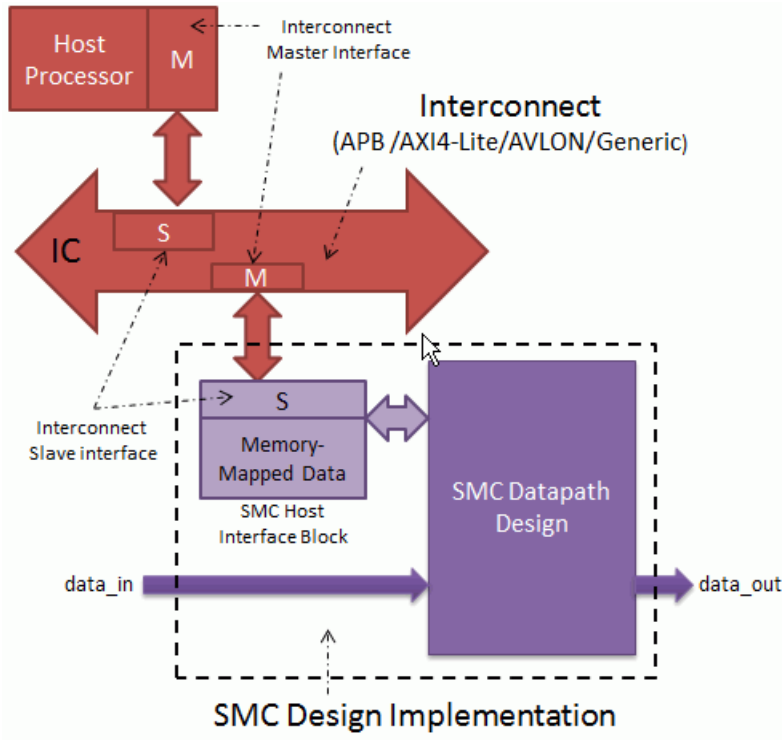 Host
Processor
M
Interconnect
Master Interface
Interconnect
(APB /AXI4-Lite/AVLON/Generic)
S
IC
M
Interconnect
Slave interface
S
Memory-
Mapped Data
SMC Host
Interface Block
SMC Datapath
Design
data_in
data_out
SMC Design Implementation